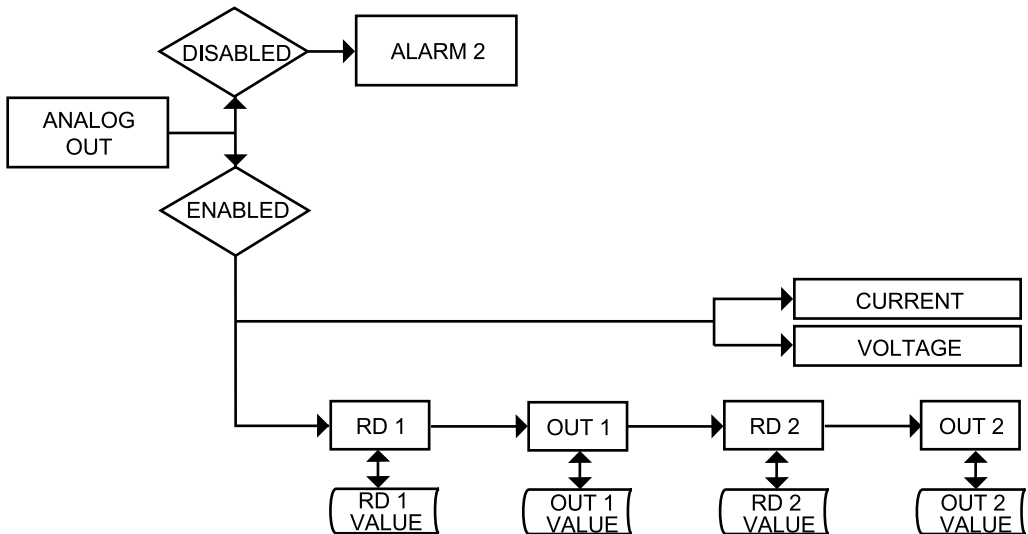 DISABLED
ALARM 2
ANALOG
OUT
ENABLED
CURRENT
VOLTAGE
RD 1
OUT 1
RD 2
OUT 2
RD 1
VALUE
OUT 1
VALUE
RD 2
VALUE
OUT 2
VALUE